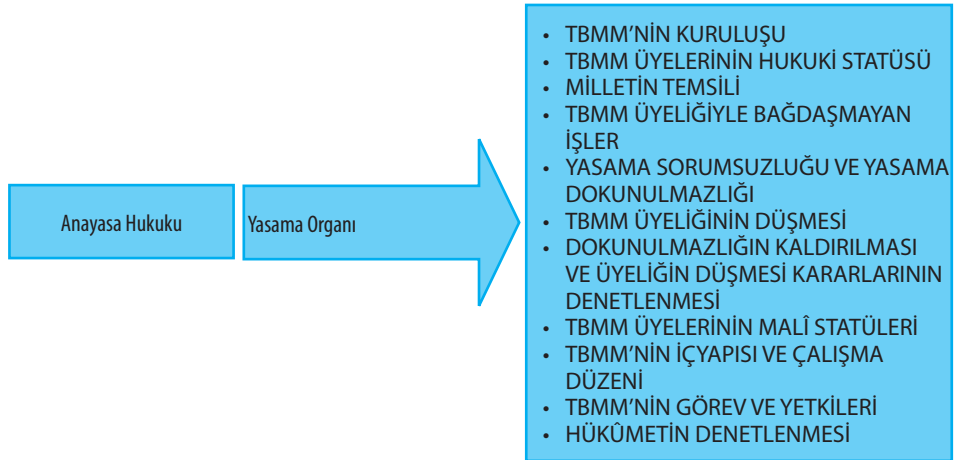 Anayasa Hukuku
Yasama Organı
• TBMM’NİN KURULUŞU
• TBMM ÜYELERİNİN HUKUKİ STATÜSÜ
• MİLLETİN TEMSİLİ
• TBMM ÜYELİĞİYLE BAĞDAŞMAYAN
İŞLER
• YASAMA SORUMSUZLUĞU VE YASAMA
DOKUNULMAZLIĞI
• TBMM ÜYELİĞİNİN DÜŞMESİ
• DOKUNULMAZLIĞIN KALDIRILMASI
VE ÜYELİĞİN DÜŞMESİ KARARLARININ
DENETLENMESİ
• TBMM ÜYELERİNİN MALÎ STATÜLERİ
• TBMM’NİN İÇYAPISI VE ÇALIŞMA
DÜZENİ
• TBMM’NİN GÖREV VE YETKİLERİ
• HÜKÛMETİN DENETLENMESİ